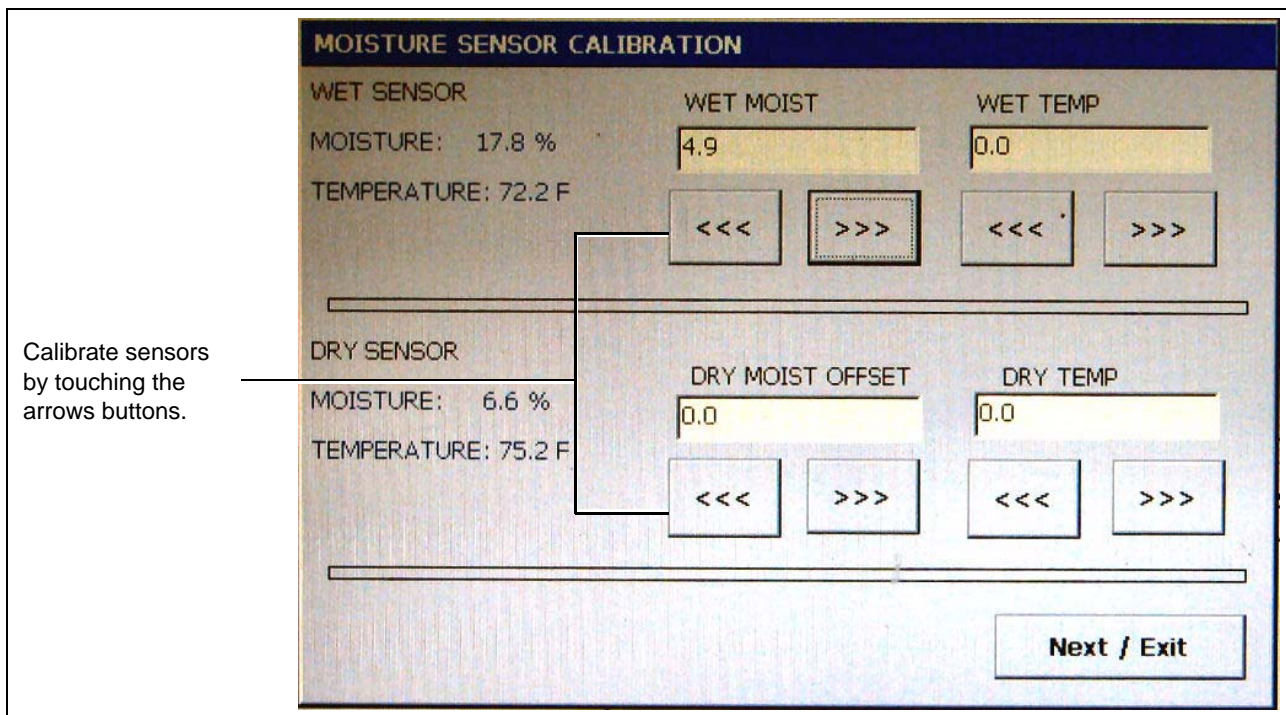 MOISTURE SENSOR CALIBRATION
WET SENSOR
MOISTURE: 17.8 %
TEMPERATURE: 72.2 F
WET MOIST
4.9
<<<
>>>
WET TEMP
0.0
<<<
>>>
Calibrate sensors
by touching the
arrows buttons.
DRY SENSOR
MOISTURE: 6.6 %
TEMPERATURE: 75.2 F
DRY MOIST OFFSET
0.0
<<<
>>>
DRY TEMP
0.0
<<<
>>>
Next / Exit